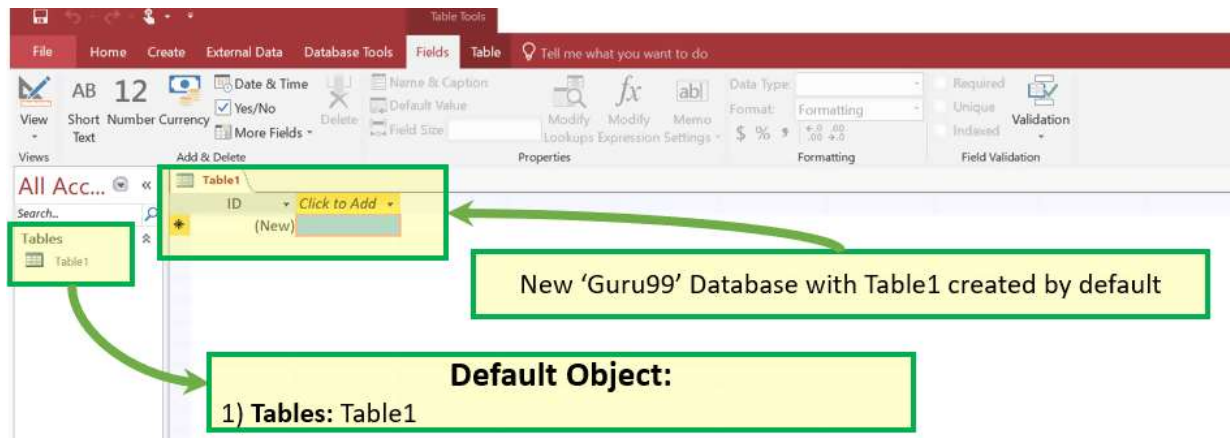 Table Tools
File Home Create External Data Database Tools Fields Table Tell me what you want to do
View
AB Short Text
12 Number
Currency
Date & Time
Yes/No
More Fields
Delete
Name & Caption
Default Value
Field Size
Modify Lookups
fx Modify Expression
ab| Memo Settings
Data Type:
Format: Formatting
$ % , .00
Required
Unique
Indexed
Validation
Views Add & Delete Properties Formatting Field Validation
All Acc... «
Search...
Tables
Table1
Table1
ID Click to Add
(New)
New ‘Guru99’ Database with Table1 created by default
Default Object:
1) Tables: Table1